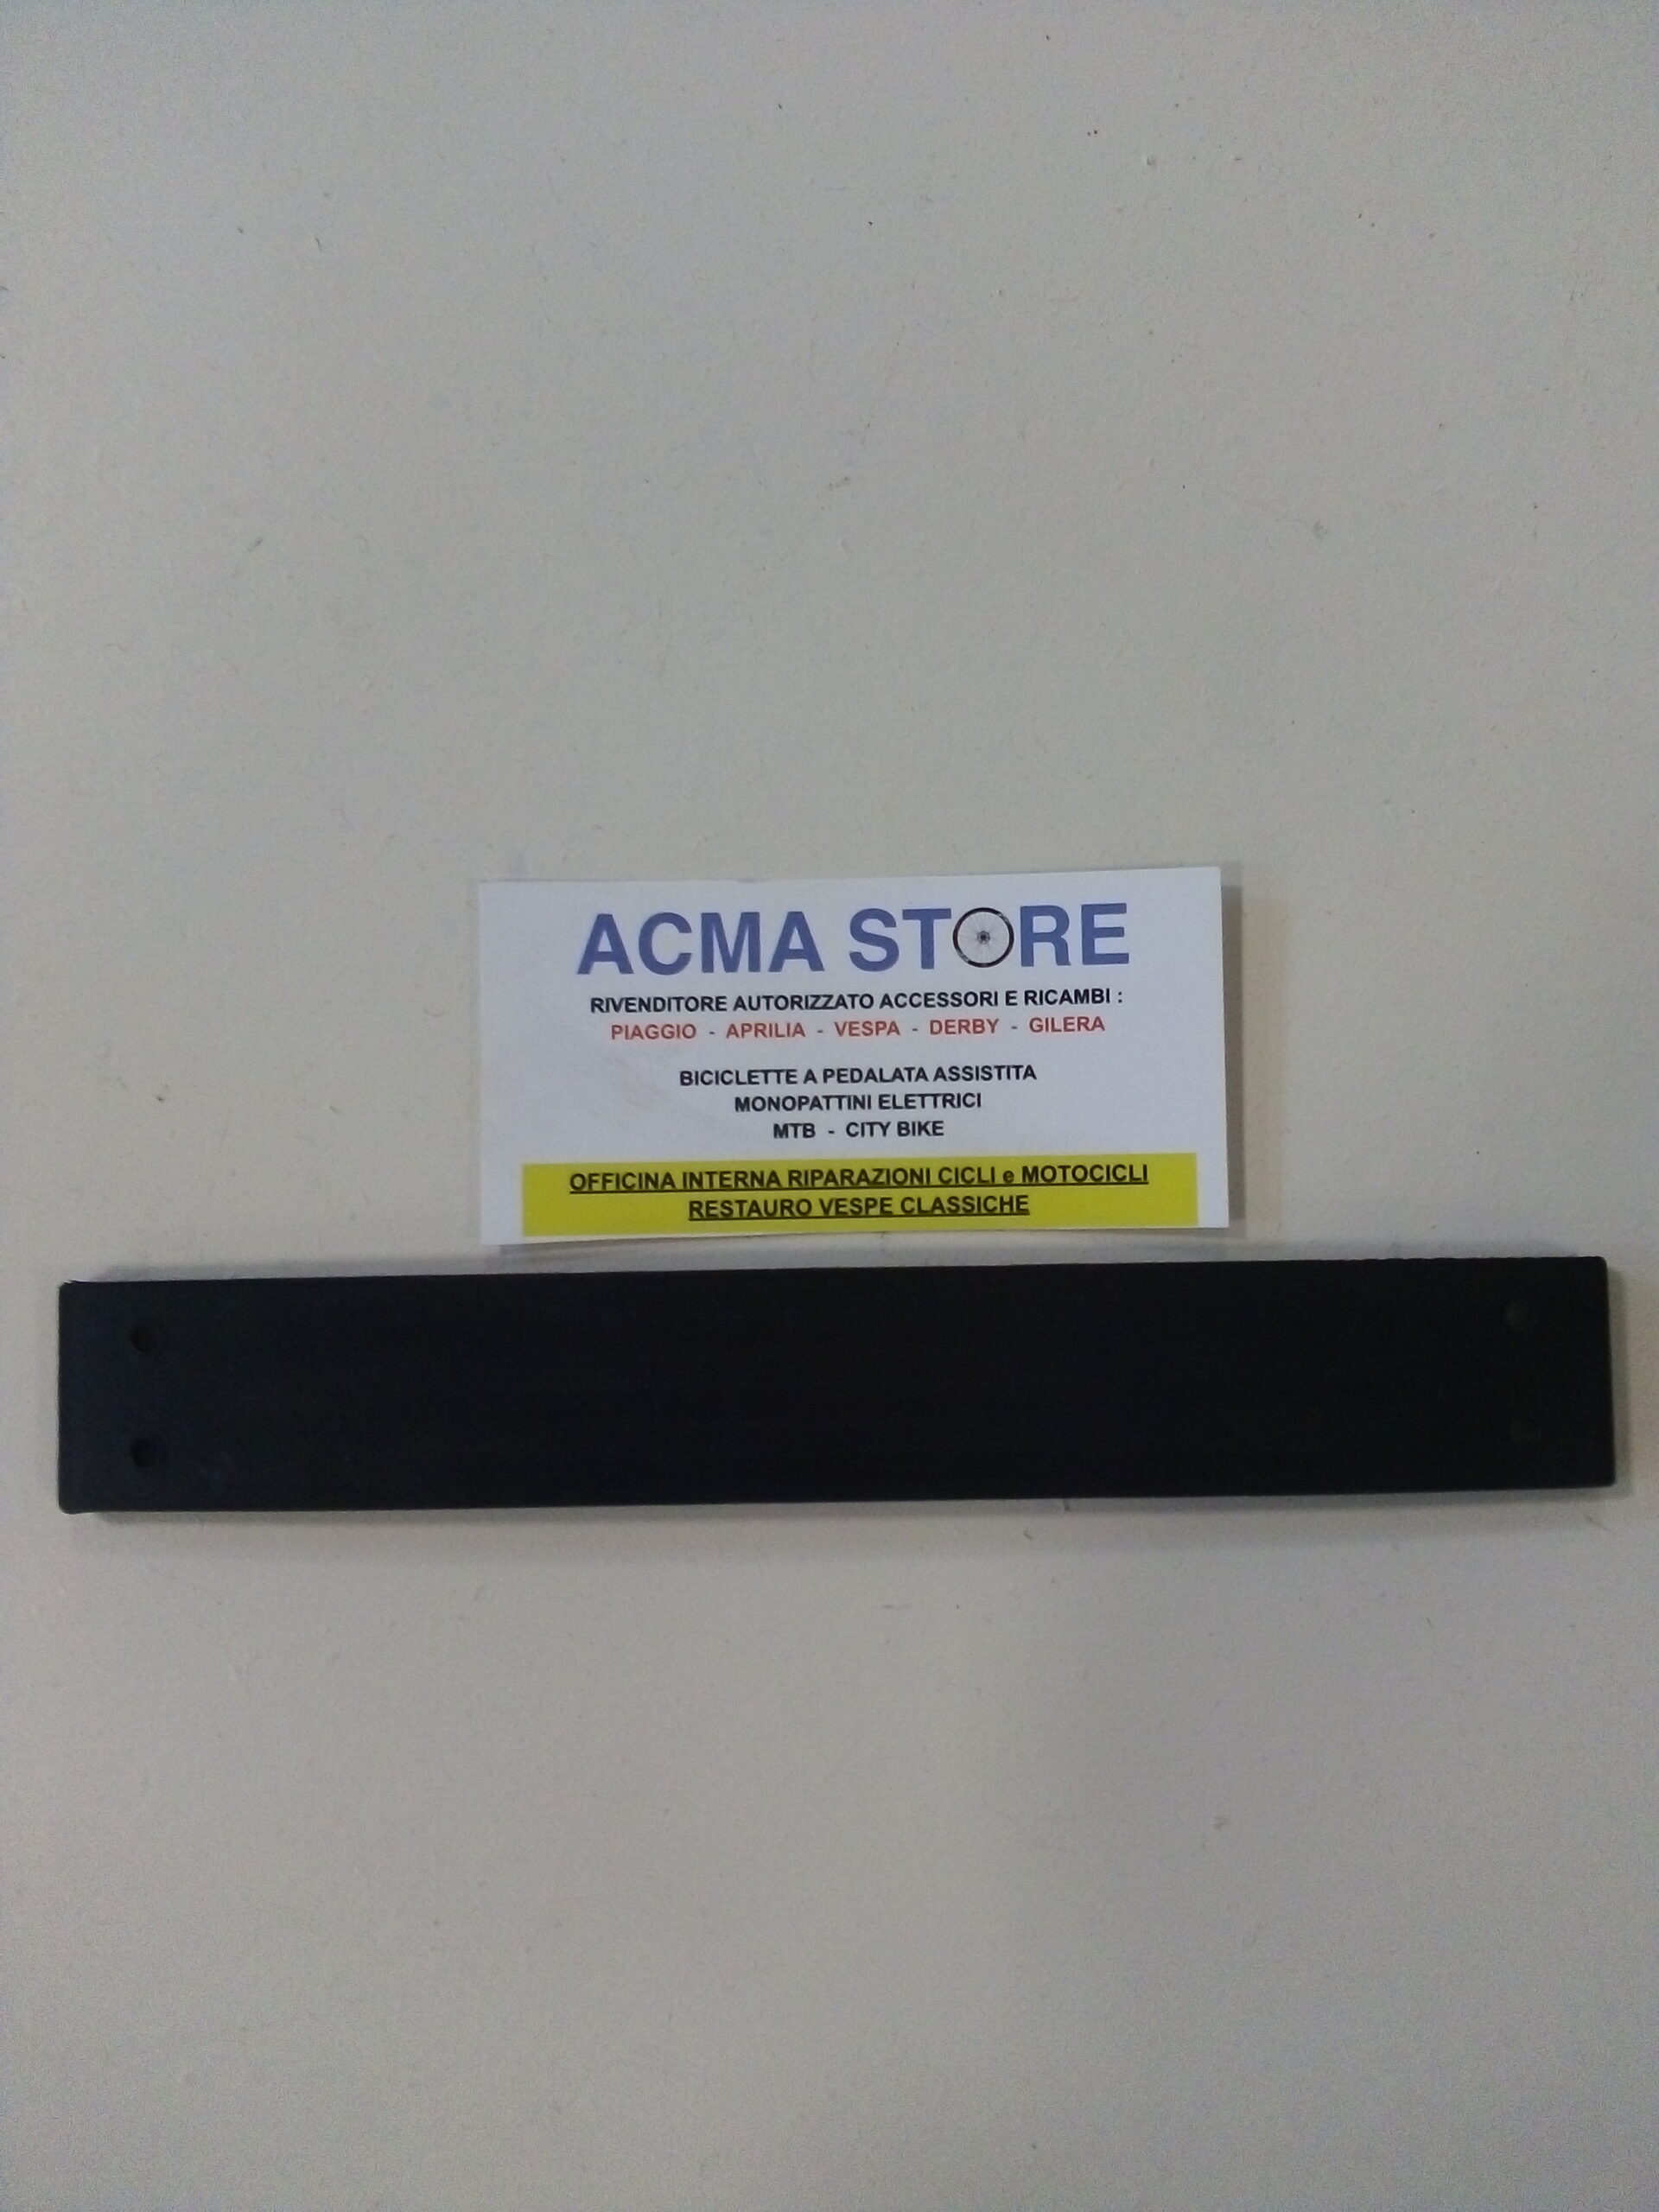 ACMA STORE
RIVENDITORE AUTORIZZATO ACCESSORI E RICAMBI :
PIAGGIO - APRILIA - VESPA - DERBY - GILERA
BICICLETTE A PEDALATA ASSISTITA
MONOPATTINI ELETTRICI
MTB - CITY BIKE
OFFICINA INTERNA RIPARAZIONI CICLI e MOTOCICLI
RESTAURO VESPE CLASSICHE